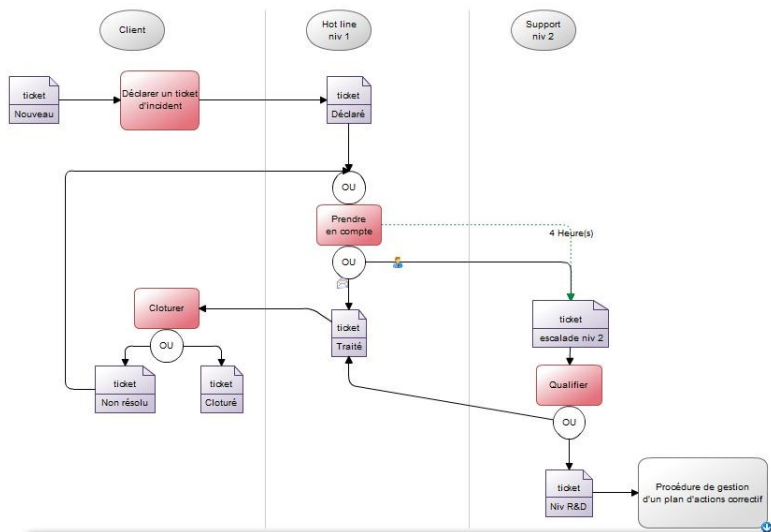 Client
Hot line
niv 1
Support
niv 2
ticket
Nouveau
Déclarer un ticket
d'incident
ticket
Déclaré
OU
Prendre
en compte
4 Heure(s)
OU
Cloturer
ticket
Traité
ticket
escalade niv 2
OU
ticket
Non résolu
ticket
Cloturé
Qualifier
OU
ticket
Niv R&D
Procédure de gestion
d'un plan d'actions correctif